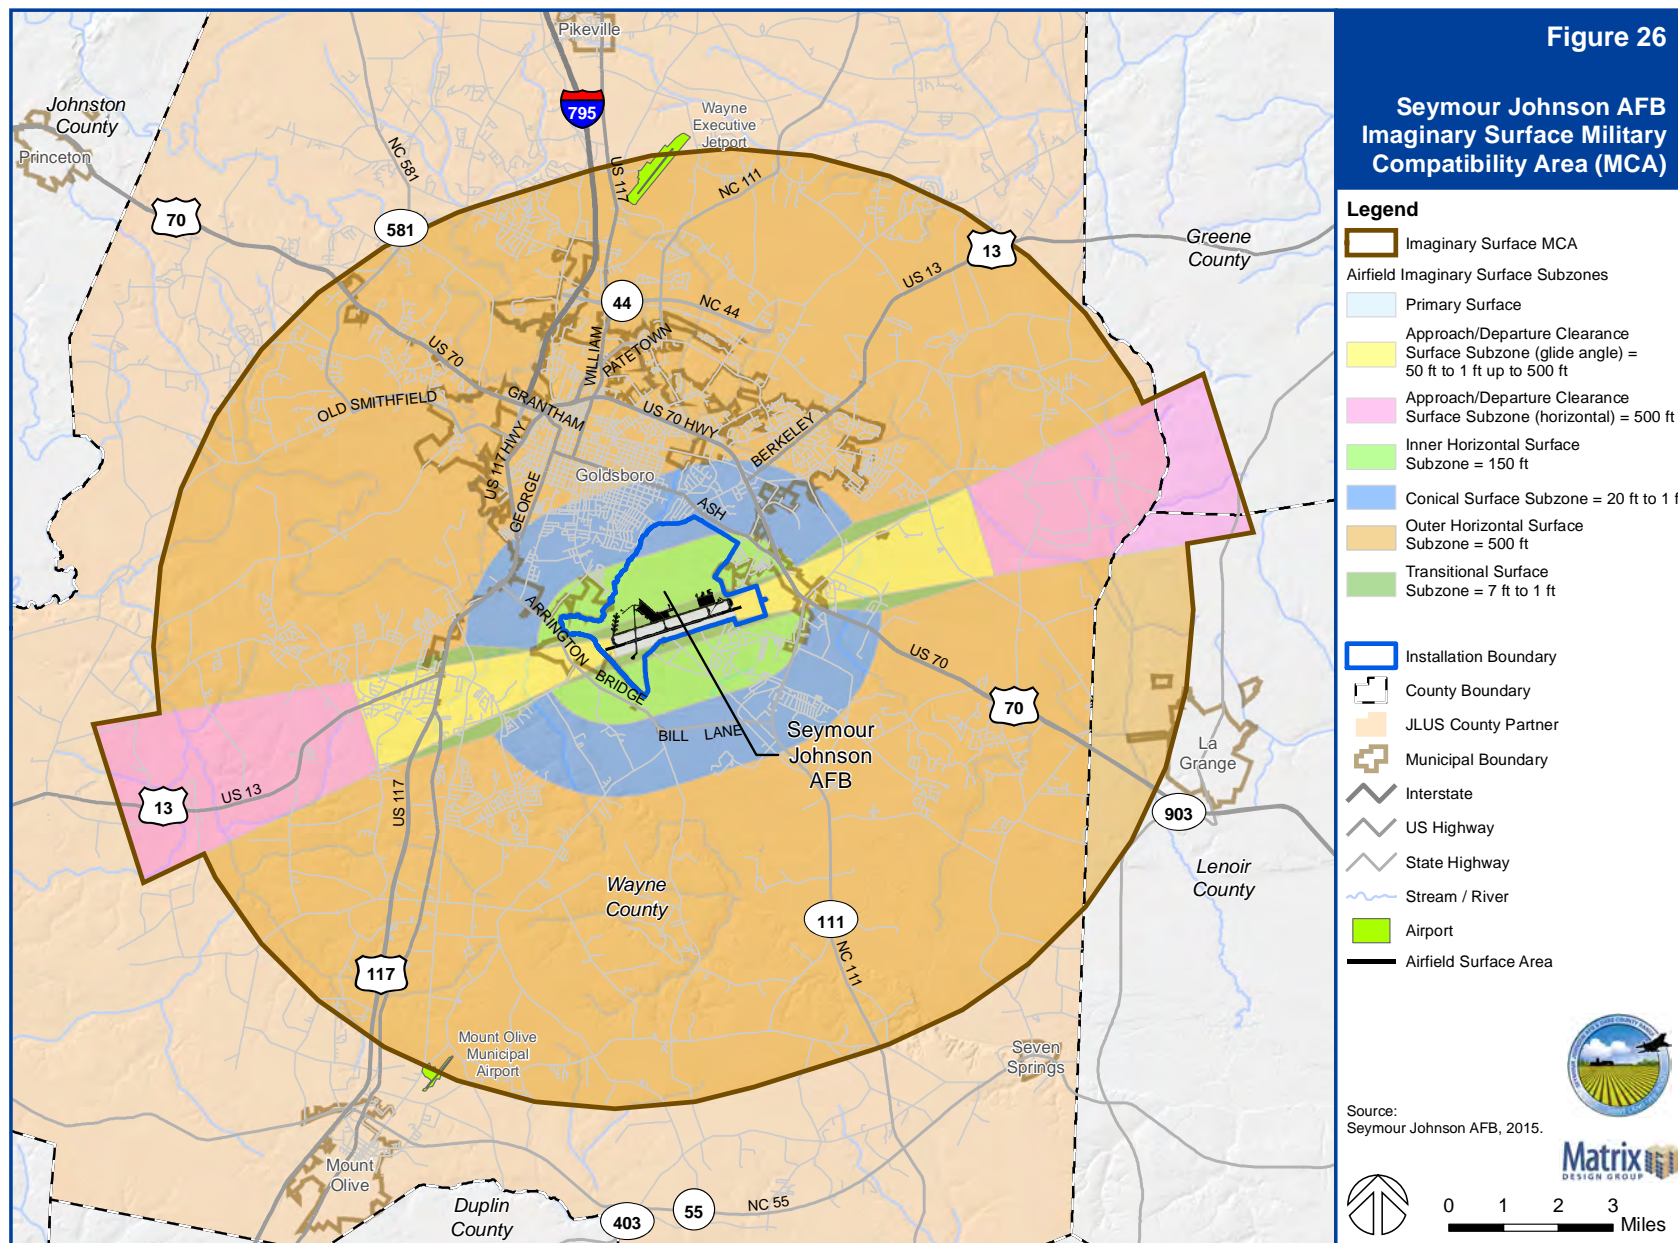 Figure 26
Seymour Johnson AFB
Imaginary Surface Military
Compatibility Area (MCA)
Legend
Imaginary Surface MCA
Airfield Imaginary Surface Subzones
Primary Surface
Approach/Departure Clearance
Surface Subzone (glide angle) =
50 ft to 1 ft up to 500 ft
Approach/Departure Clearance
Surface Subzone (horizontal) = 500 ft
Inner Horizontal Surface
Subzone = 150 ft
Conical Surface Subzone = 20 ft to 1 f
Outer Horizontal Surface
Subzone = 500 ft
Transitional Surface
Subzone = 7 ft to 1 ft
Installation Boundary
County Boundary
JLUS County Partner
Municipal Boundary
Interstate
US Highway
State Highway
Stream / River
Airport
Airfield Surface Area
Source:
Seymour Johnson AFB, 2015.
Matrix
DESIGN GROUP
0 1 2 3
Miles
Pikeville
Johnston
County
Princeton
795
Wayne
Executive
Jetport
NC 581
US 117
NC 111
70
581
13
Greene
County
US 13
44
NC 44
US 70
WILLIAM
PATETOWN
OLD SMITHFIELD
GRANTHAM
US 70 HWY
BERKELEY
US 117 HWY
Goldsboro
GEORGE
ASH
ARRINGTON
BRIDGE
BILL LANE
Seymour
Johnson
AFB
US 70
70
La
Grange
903
Lenoir
County
13
US 13
US 117
Wayne
County
111
NC 111
117
Mount Olive
Municipal
Airport
Seven
Springs
Mount
Olive
Duplin
County
403
55
NC 55